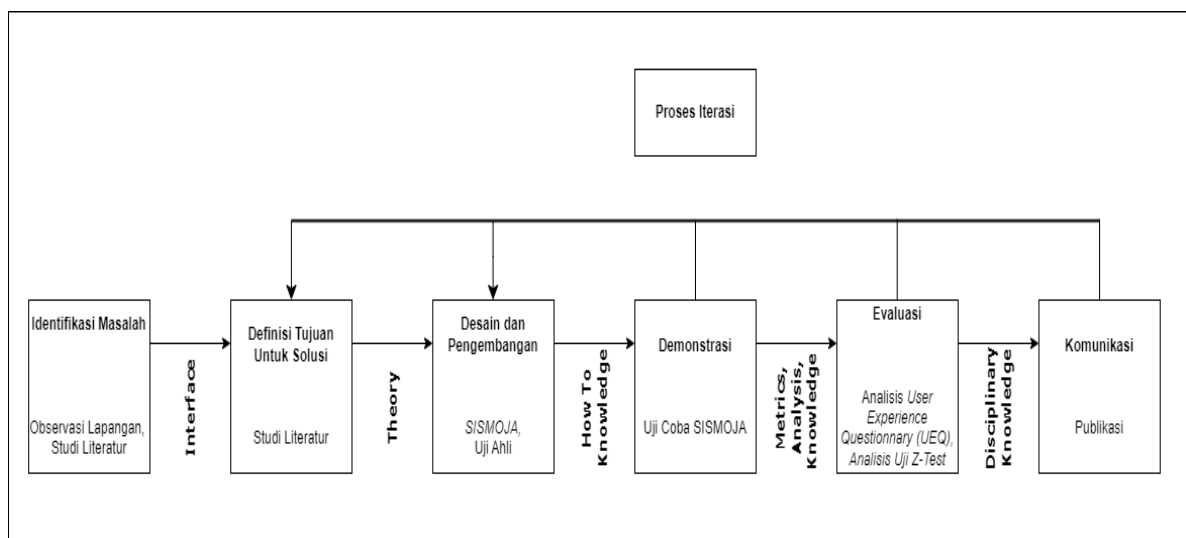 Proses Iterasi
Identifikasi Masalah
Observasi Lapangan,
Studi Literatur
Interface
Definisi Tujuan
Untuk Solusi
Studi Literatur
Theory
Desain dan
Pengembangan
SISMOJA,
Uji Ahli
How To
Knowledge
Demonstrasi
Uji Coba SISMOJA
Metrics,
Analysis,
Knowledge
Evaluasi
Analisis User
Experience
Questionnary (UEQ),
Analisis Uji Z-Test
Disciplinary
Knowledge
Komunikasi
Publikasi